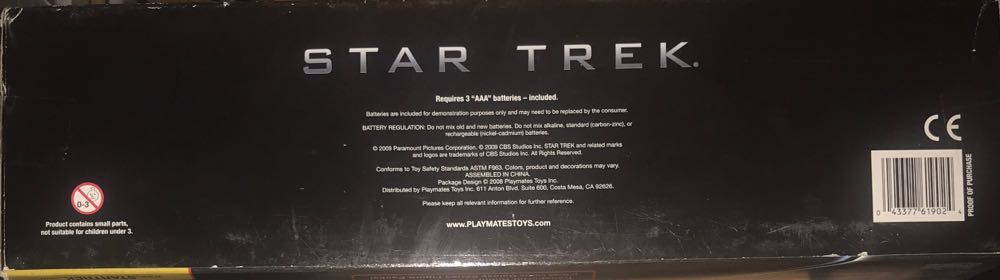 STAR TREK.
Requires 3 "AAA" batteries – included.
Batteries are included for demonstration purposes only and may need to be replaced by the consumer.
BATTERY REGULATION: Do not mix old and new batteries. Do not mix alkaline, standard (carbon-zinc), or
rechargeable (nickel-cadmium) batteries.
© 2009 Paramount Pictures Corporation. © 2009 CBS Studios Inc. STAR TREK and related marks
and logos are trademarks of CBS Studios Inc. All Rights Reserved.
Conforms to Toy Safety Standards ASTM F963. Colors, product and decorations may vary.
ASSEMBLED IN CHINA.
Package Design © 2008 Playmates Toys Inc.
Distributed by Playmates Toys Inc. 611 Anton Blvd. Suite 600, Costa Mesa, CA 92626.
Please keep all relevant information for further reference.
www.PLAYMATESTOYS.com
0-3
Product contains small parts,
not suitable for children under 3.
CE
0 43377 61902 4
PROOF OF PURCHASE
STARTREK